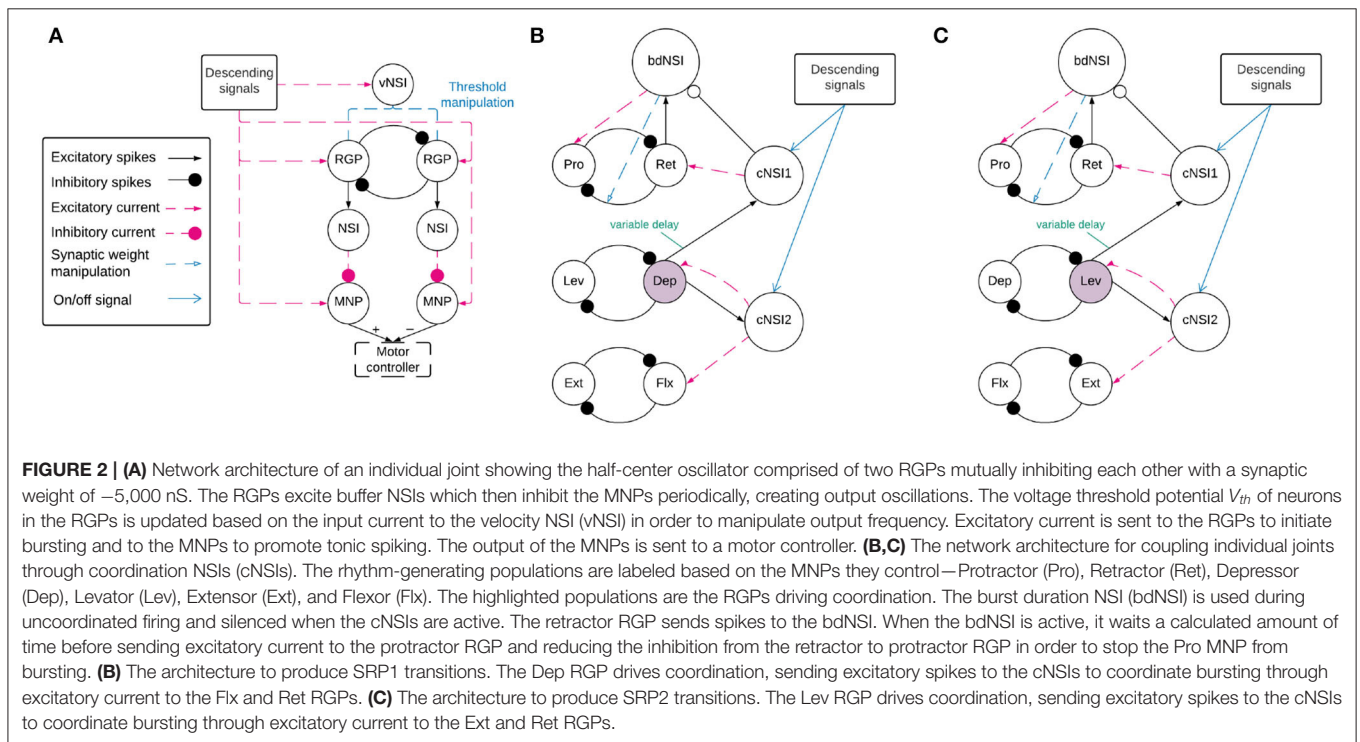 A
Descending
signals
vNSI
Threshold
manipulation
RGP
RGP
NSI
NSI
MNP
MNP
+
−
Motor
controller
Excitatory spikes
Inhibitory spikes
Excitatory current
Inhibitory current
Synaptic weight
manipulation
On/off signal
B
bdNSI
Descending
signals
Pro
Ret
cNSI1
variable delay
Lev
Dep
cNSI2
Ext
Flx
C
bdNSI
Descending
signals
Pro
Ret
cNSI1
variable delay
Dep
Lev
cNSI2
Flx
Ext
FIGURE 2 | (A) Network architecture of an individual joint showing the half-center oscillator comprised of two RGPs mutually inhibiting each other with a synaptic
weight of −5,000 nS. The RGPs excite buffer NSIs which then inhibit the MNPs periodically, creating output oscillations. The voltage threshold potential Vth of neurons
in the RGPs is updated based on the input current to the velocity NSI (vNSI) in order to manipulate output frequency. Excitatory current is sent to the RGPs to initiate
bursting and to the MNPs to promote tonic spiking. The output of the MNPs is sent to a motor controller. (B,C) The network architecture for coupling individual joints
through coordination NSIs (cNSIs). The rhythm-generating populations are labeled based on the MNPs they control—Protractor (Pro), Retractor (Ret), Depressor
(Dep), Levator (Lev), Extensor (Ext), and Flexor (Flx). The highlighted populations are the RGPs driving coordination. The burst duration NSI (bdNSI) is used during
uncoordinated firing and silenced when the cNSIs are active. The retractor RGP sends spikes to the bdNSI. When the bdNSI is active, it waits a calculated amount of
time before sending excitatory current to the protractor RGP and reducing the inhibition from the retractor to protractor RGP in order to stop the Pro MNP from
bursting. (B) The architecture to produce SRP1 transitions. The Dep RGP drives coordination, sending excitatory spikes to the cNSIs to coordinate bursting through
excitatory current to the Flx and Ret RGPs. (C) The architecture to produce SRP2 transitions. The Lev RGP drives coordination, sending excitatory spikes to the cNSIs
to coordinate bursting through excitatory current to the Ext and Ret RGPs.